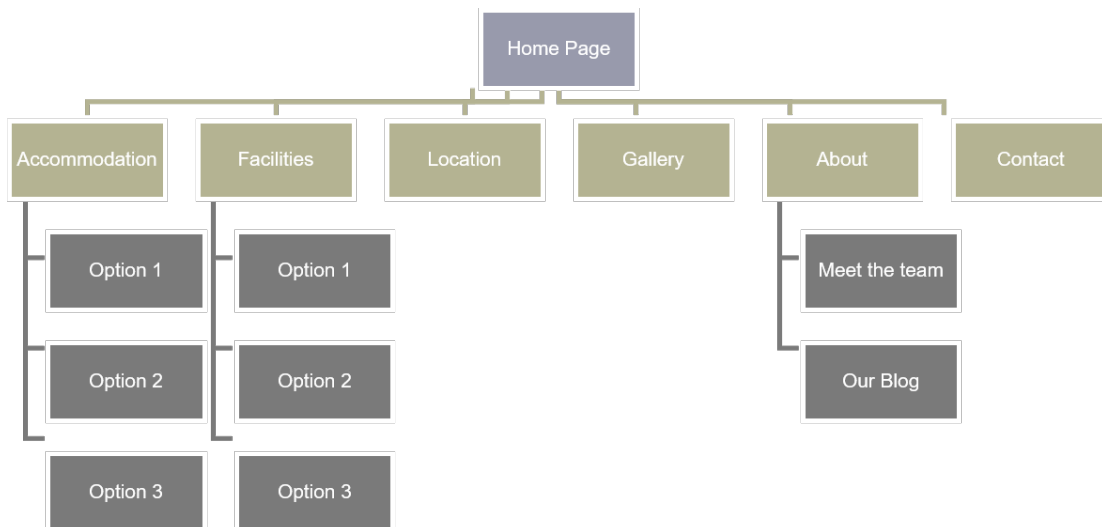 Home Page
Accommodation
Facilities
Location
Gallery
About
Contact
Option 1
Option 1
Meet the team
Option 2
Option 2
Our Blog
Option 3
Option 3